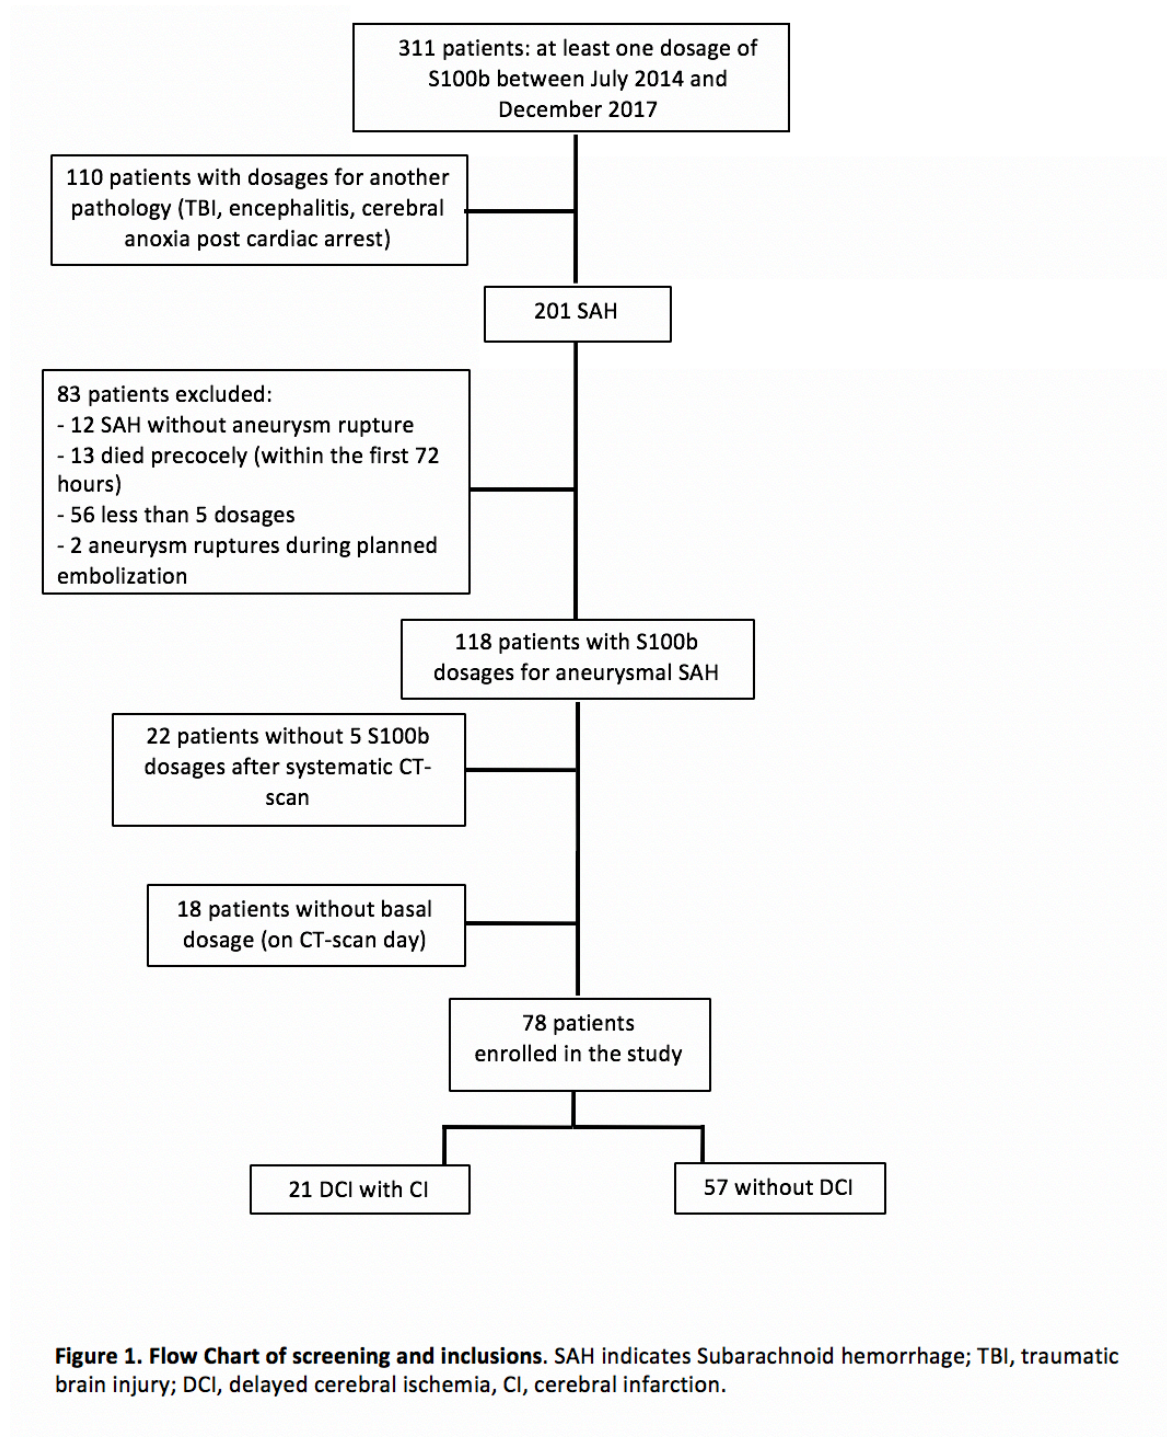 311 patients: at least one dosage of
S100b between July 2014 and
December 2017
110 patients with dosages for another
pathology (TBI, encephalitis, cerebral
anoxia post cardiac arrest)
201 SAH
83 patients excluded:
- 12 SAH without aneurysm rupture
- 13 died precocely (within the first 72
hours)
- 56 less than 5 dosages
- 2 aneurysm ruptures during planned
embolization
118 patients with S100b
dosages for aneurysmal SAH
22 patients without 5 S100b
dosages after systematic CT-
scan
18 patients without basal
dosage (on CT-scan day)
78 patients
enrolled in the study
21 DCI with CI
57 without DCI
Figure 1. Flow Chart of screening and inclusions. SAH indicates Subarachnoid hemorrhage; TBI, traumatic
brain injury; DCI, delayed cerebral ischemia, CI, cerebral infarction.